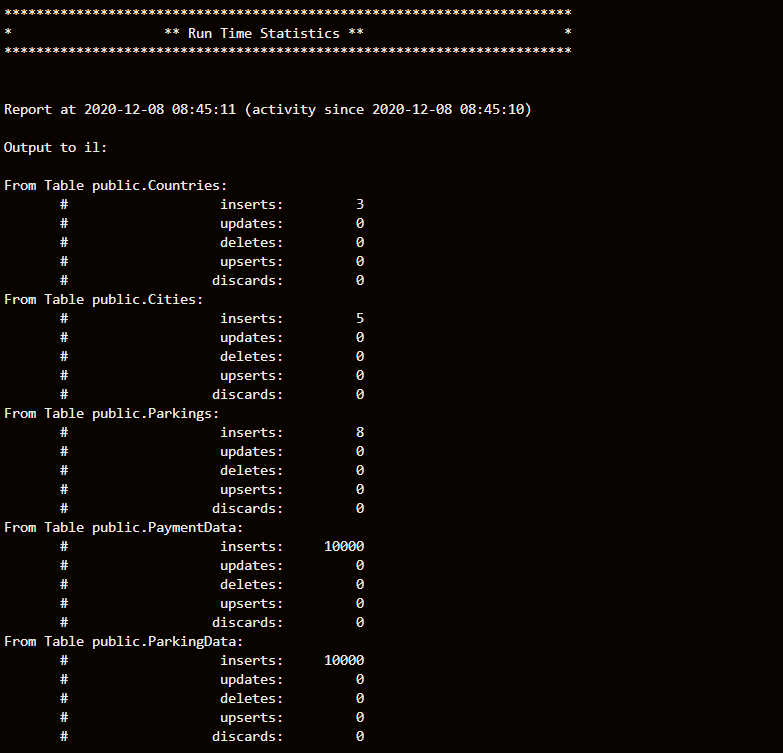 ***********************************************************************
*                   ** Run Time Statistics **                         *
***********************************************************************
Report at 2020-12-08 08:45:11 (activity since 2020-12-08 08:45:10)
Output to il:
From Table public.Countries:
       #                   inserts:         3
       #                   updates:         0
       #                   deletes:         0
       #                   upserts:         0
       #                  discards:         0
From Table public.Cities:
       #                   inserts:         5
       #                   updates:         0
       #                   deletes:         0
       #                   upserts:         0
       #                  discards:         0
From Table public.Parkings:
       #                   inserts:         8
       #                   updates:         0
       #                   deletes:         0
       #                   upserts:         0
       #                  discards:         0
From Table public.PaymentData:
       #                   inserts:     10000
       #                   updates:         0
       #                   deletes:         0
       #                   upserts:         0
       #                  discards:         0
From Table public.ParkingData:
       #                   inserts:     10000
       #                   updates:         0
       #                   deletes:         0
       #                   upserts:         0
       #                  discards:         0